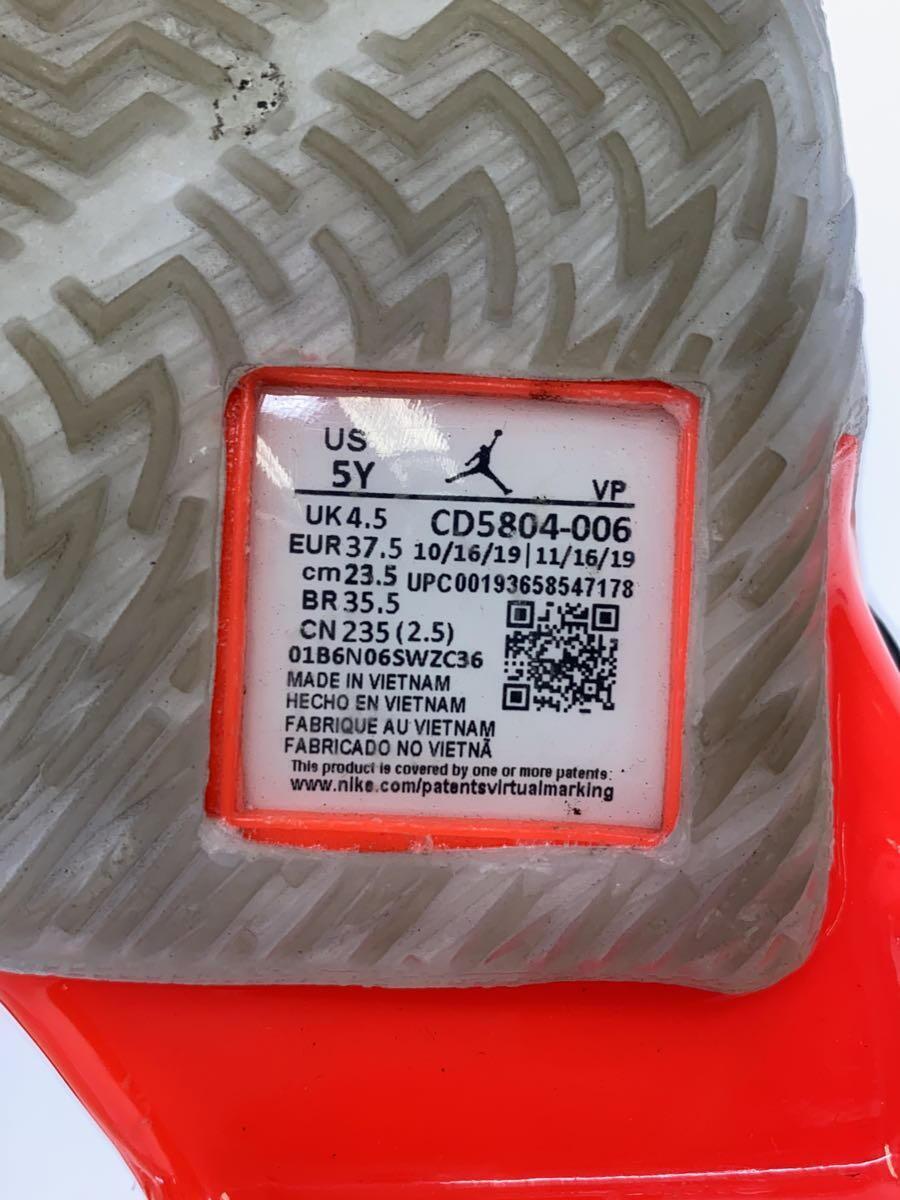 US
5Y
VP
UK 4.5 CD5804-006
EUR 37.5 10/16/19|11/16/19
cm 23.5 UPC 00193658547178
BR 35.5
CN 235 (2.5)
01B6N06SWZC36
MADE IN VIETNAM
HECHO EN VIETNAM
FABRIQUE AU VIETNAM
FABRICADO NO VIETNÃ
This product is covered by one or more patents:
www.nike.com/patentsvirtualmarking